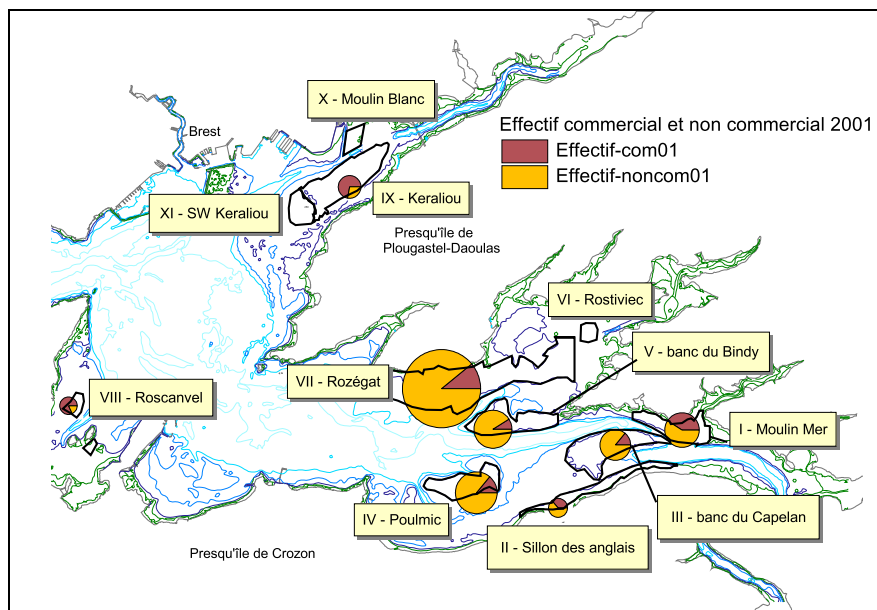 X - Moulin Blanc
Effectif commercial et non commercial 2001
Effectif-com01
Effectif-noncom01
Brest
XI - SW Keraliou
IX - Keraliou
Presqu'île de
Plougastel-Daoulas
VI - Rostiviec
V - banc du Bindy
VII - Rozégat
VIII - Roscanvel
I - Moulin Mer
IV - Poulmic
III - banc du Capelan
II - Sillon des anglais
Presqu'île de Crozon